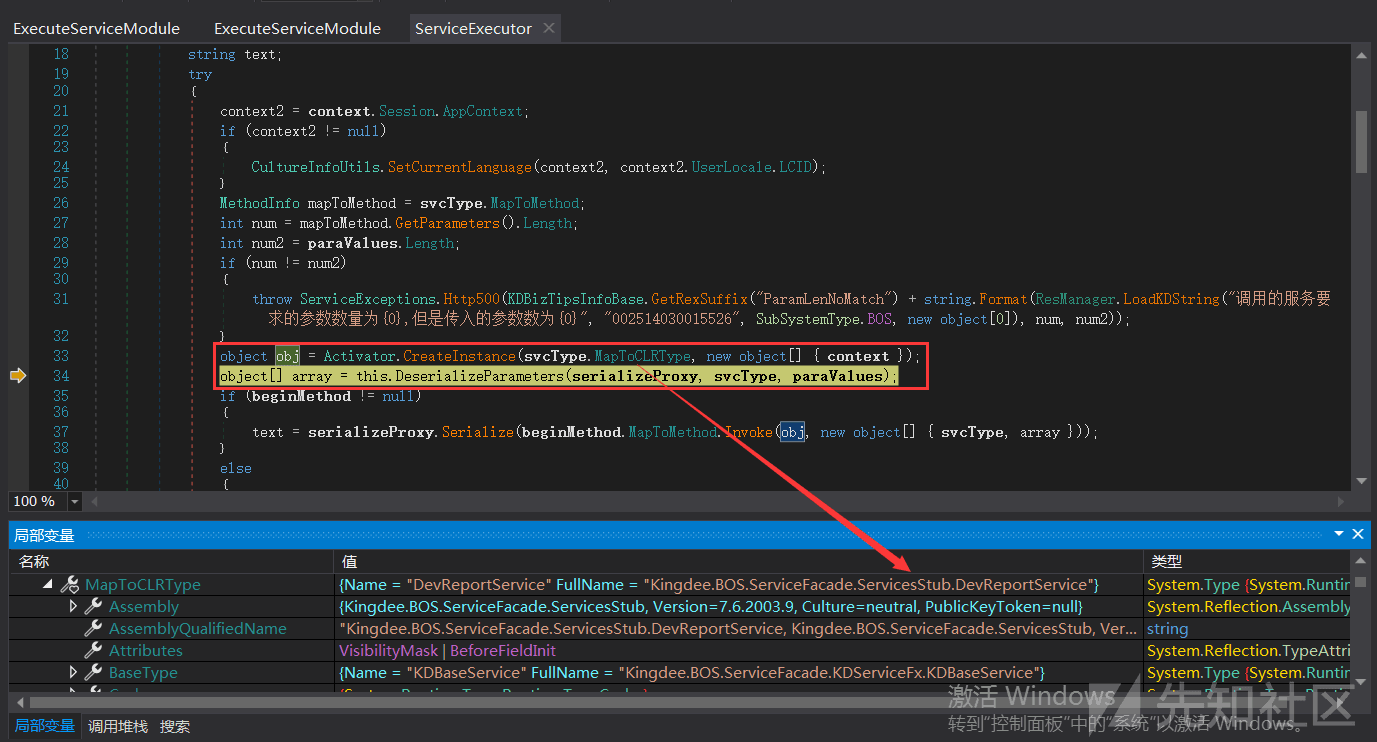 ExecuteServiceModule ExecuteServiceModule ServiceExecutor
18 string text;
19 try
20 {
21 context2 = context.Session.AppContext;
22 if (context2 != null)
23 {
24 CultureInfoUtils.SetCurrentLanguage(context2, context2.UserLocale.LCID);
25 }
26 MethodInfo mapToMethod = svcType.MapToMethod;
27 int num = mapToMethod.GetParameters().Length;
28 int num2 = paraValues.Length;
29 if (num != num2)
30 {
31 throw ServiceExceptions.Http500(KDBizTipsInfoBase.GetRexSuffix("ParamLenNoMatch") + string.Format(ResManager.LoadKDString("调用的服务要
求的参数数量为{0},但是传入的参数数为{0}", "002514030015526", SubSystemType.BOS, new object[0]), num, num2));
32 }
33 object obj = Activator.CreateInstance(svcType.MapToCLRType, new object[] { context });
34 object[] array = this.DeserializeParameters(serializeProxy, svcType, paraValues);
35 if (beginMethod != null)
36 {
37 text = serializeProxy.Serialize(beginMethod.MapToMethod.Invoke(obj, new object[] { svcType, array }));
38 }
39 else
40 {
100 %
局部变量
名称 值 类型
MapToCLRType {Name = "DevReportService" FullName = "Kingdee.BOS.ServiceFacade.ServicesStub.DevReportService"} System.Type {System.Runtin
Assembly {Kingdee.BOS.ServiceFacade.ServicesStub, Version=7.6.2003.9, Culture=neutral, PublicKeyToken=null} System.Reflection.Assembly
AssemblyQualifiedName "Kingdee.BOS.ServiceFacade.ServicesStub.DevReportService, Kingdee.BOS.ServiceFacade.ServicesStub, Ver... string
Attributes VisibilityMask | BeforeFieldInit System.Reflection.TypeAttri
BaseType {Name = "KDBaseService" FullName = "Kingdee.BOS.ServiceFacade.KDServiceFx.KDBaseService"} System.Type {System.Runtin
激活 Windows
转到"控制面板"中的"系统"以激活 Windows。
先知社区
局部变量 调用堆栈 搜索